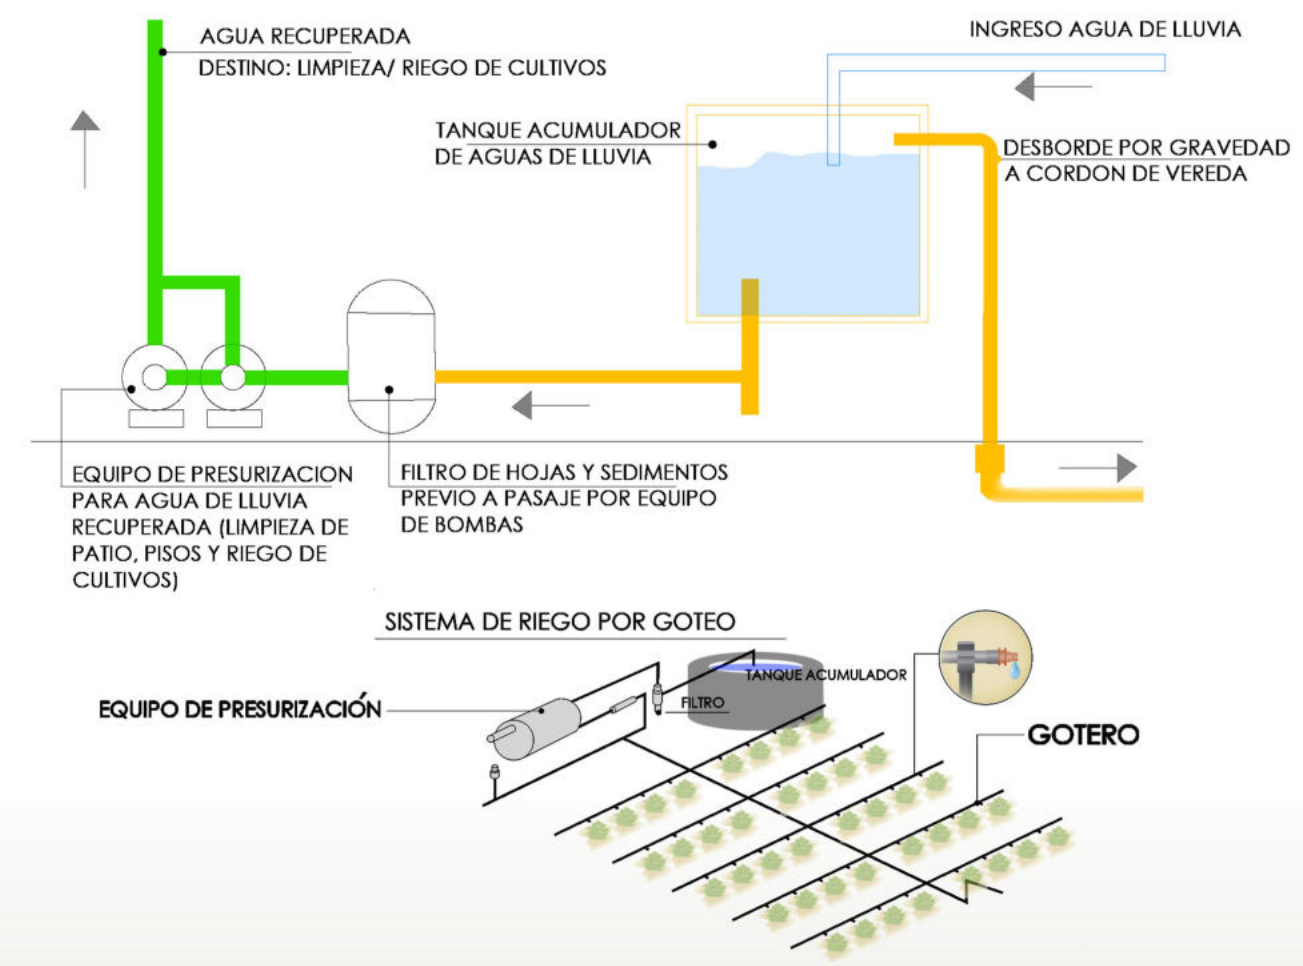 AGUA RECUPERADA
DESTINO: LIMPIEZA/ RIEGO DE CULTIVOS
INGRESO AGUA DE LLUVIA
TANQUE ACUMULADOR
DE AGUAS DE LLUVIA
DESBORDE POR GRAVEDAD
A CORDON DE VEREDA
EQUIPO DE PRESURIZACION
PARA AGUA DE LLUVIA
RECUPERADA (LIMPIEZA DE
PATIO, PISOS Y RIEGO DE
CULTIVOS)
FILTRO DE HOJAS Y SEDIMENTOS
PREVIO A PASAJE POR EQUIPO
DE BOMBAS
SISTEMA DE RIEGO POR GOTEO
TANQUE ACUMULADOR
FILTRO
EQUIPO DE PRESURIZACIÓN
GOTERO